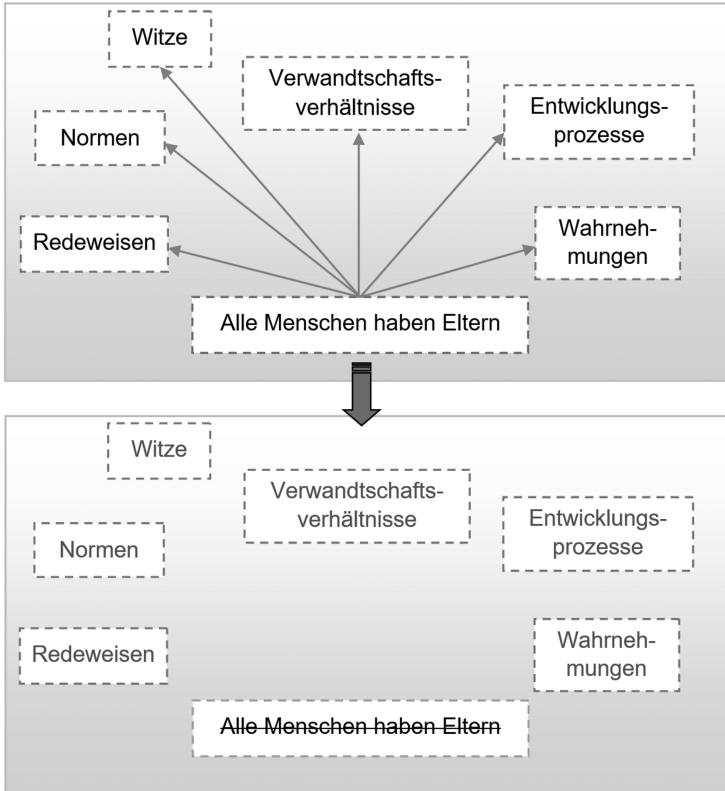 Witze
Verwandtschafts-
verhältnisse
Entwicklungs-
prozesse
Normen
Redeweisen
Wahrneh-
mungen
Alle Menschen haben Eltern
Witze
Verwandtschafts-
verhältnisse
Entwicklungs-
prozesse
Normen
Redeweisen
Wahrneh-
mungen
Alle Menschen haben Eltern